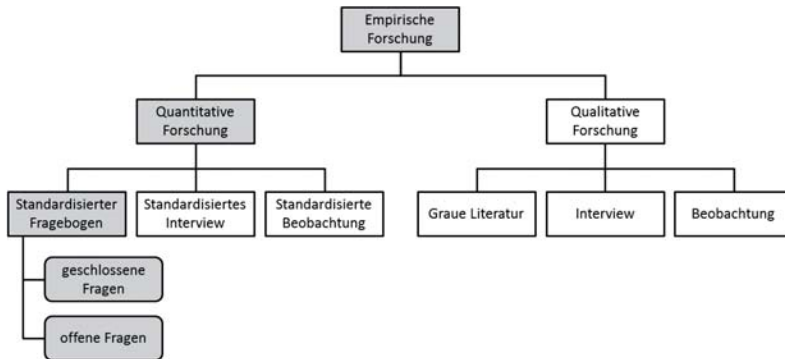 Empirische
Forschung
Quantitative
Forschung
Qualitative
Forschung
Standardisierter
Fragebogen
Standardisiertes
Interview
Standardisierte
Beobachtung
Graue Literatur
Interview
Beobachtung
geschlossene
Fragen
offene Fragen